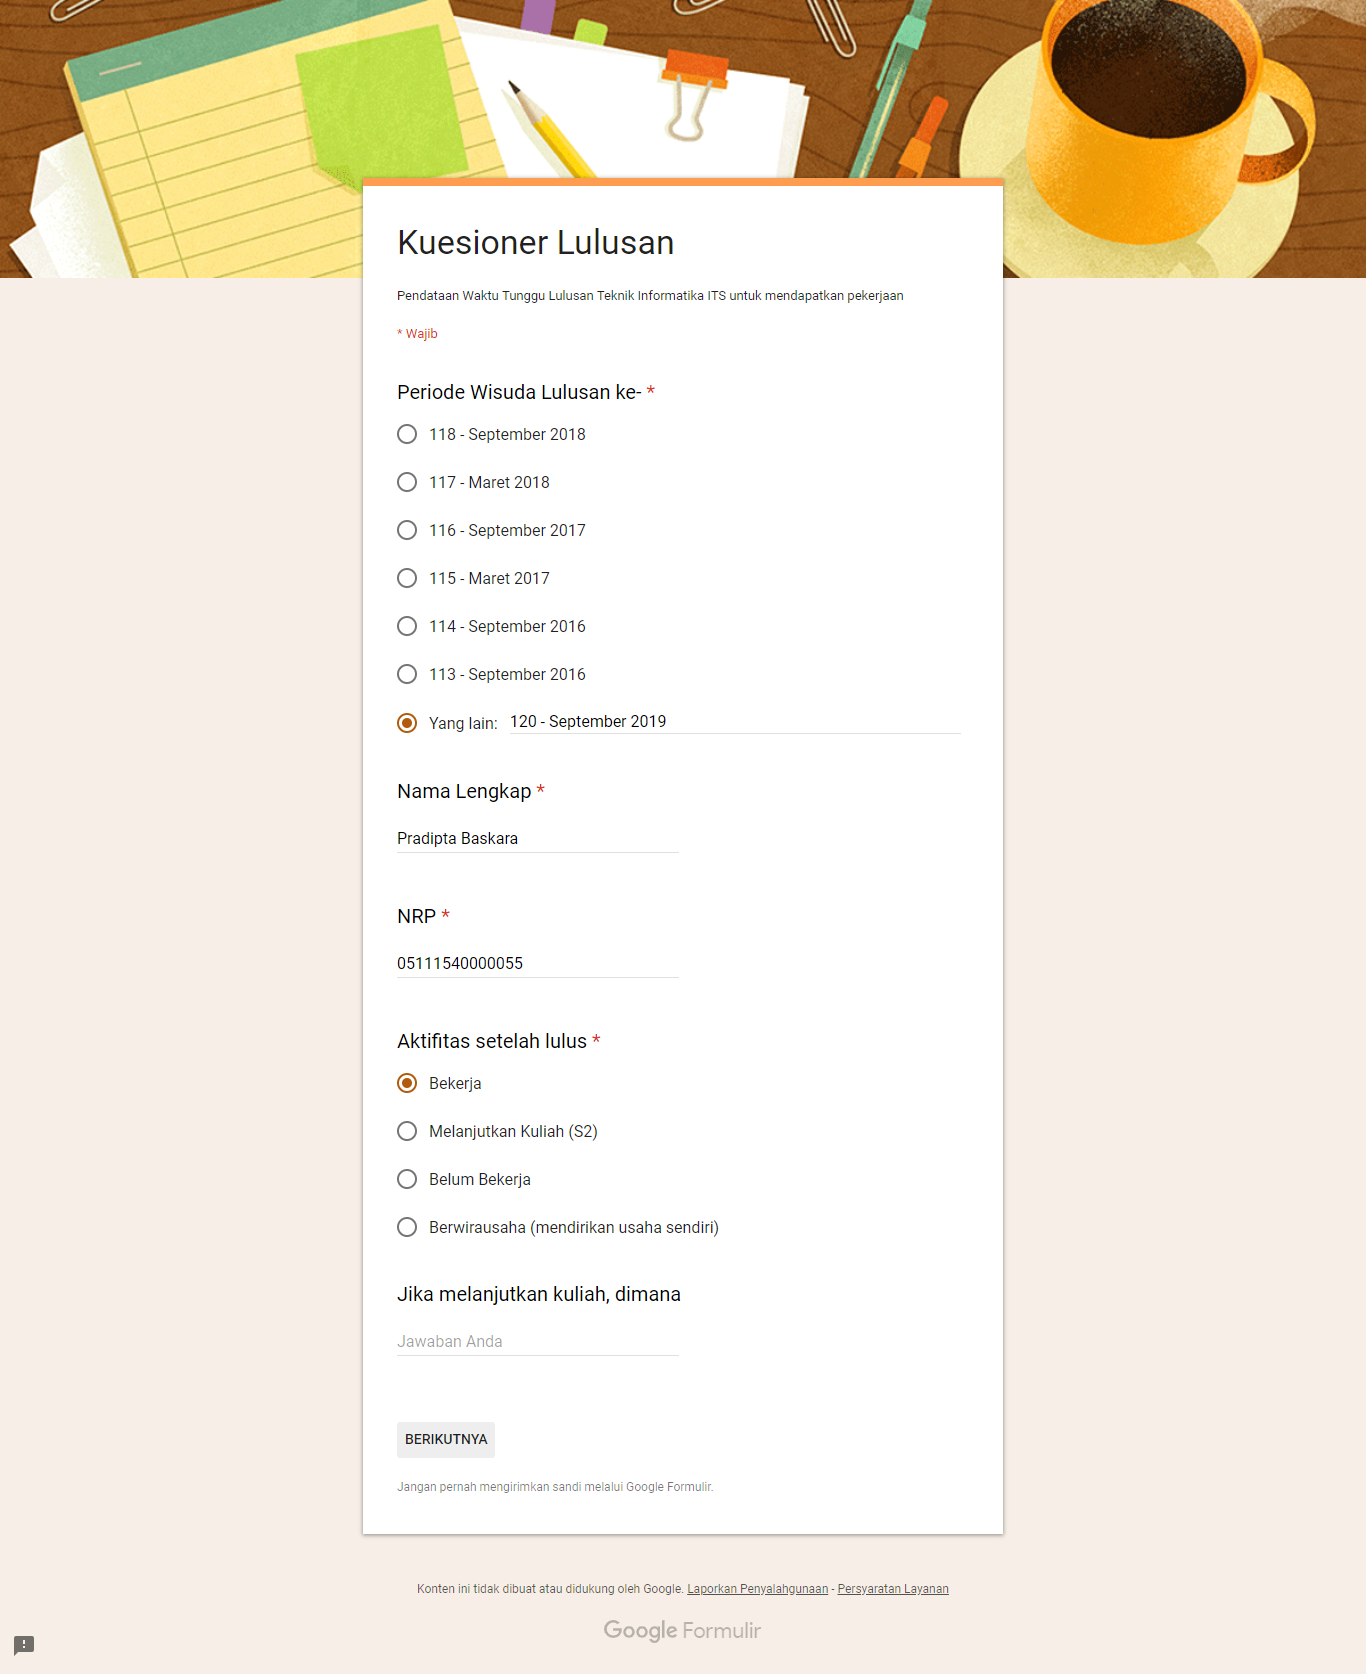 Kuesioner Lulusan
Pendataan Waktu Tunggu Lulusan Teknik Informatika ITS untuk mendapatkan pekerjaan
* Wajib
Periode Wisuda Lulusan ke- *
118 - September 2018
117 - Maret 2018
116 - September 2017
115 - Maret 2017
114 - September 2016
113 - September 2016
Yang lain: 120 - September 2019
Nama Lengkap *
Pradipta Baskara
NRP *
05111540000055
Aktifitas setelah lulus *
Bekerja
Melanjutkan Kuliah (S2)
Belum Bekerja
Berwirausaha (mendirikan usaha sendiri)
Jika melanjutkan kuliah, dimana
Jawaban Anda
BERIKUTNYA
Jangan pernah mengirimkan sandi melalui Google Formulir.
Konten ini tidak dibuat atau didukung oleh Google. Laporkan Penyalahgunaan - Persyaratan Layanan
Google Formulir